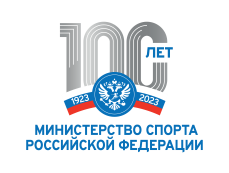 100 ЛЕТ
1923 2023
МИНИСТЕРСТВО СПОРТА
РОССИЙСКОЙ ФЕДЕРАЦИИ